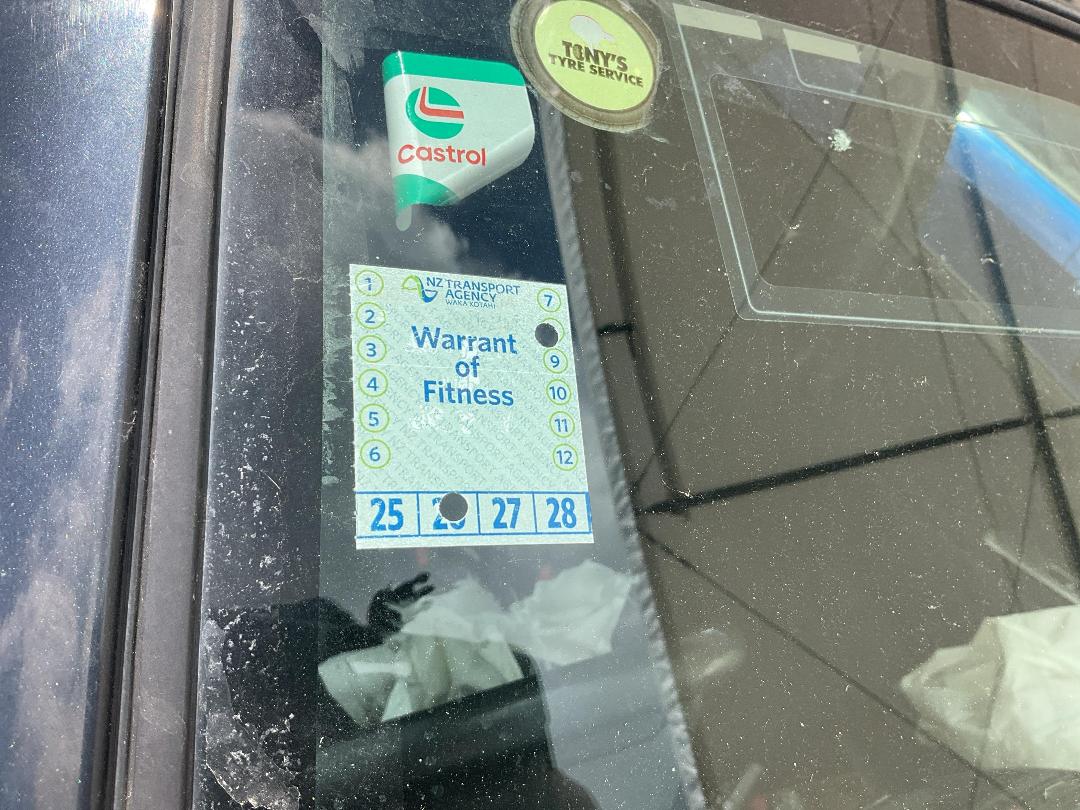 TONY'S
TYRE SERVICE
Castrol
NZ TRANSPORT
AGENCY
WAKA KOTAHI
Warrant
of
Fitness
1
2
3
4
5
6
7
9
10
11
12
25 26 27 28